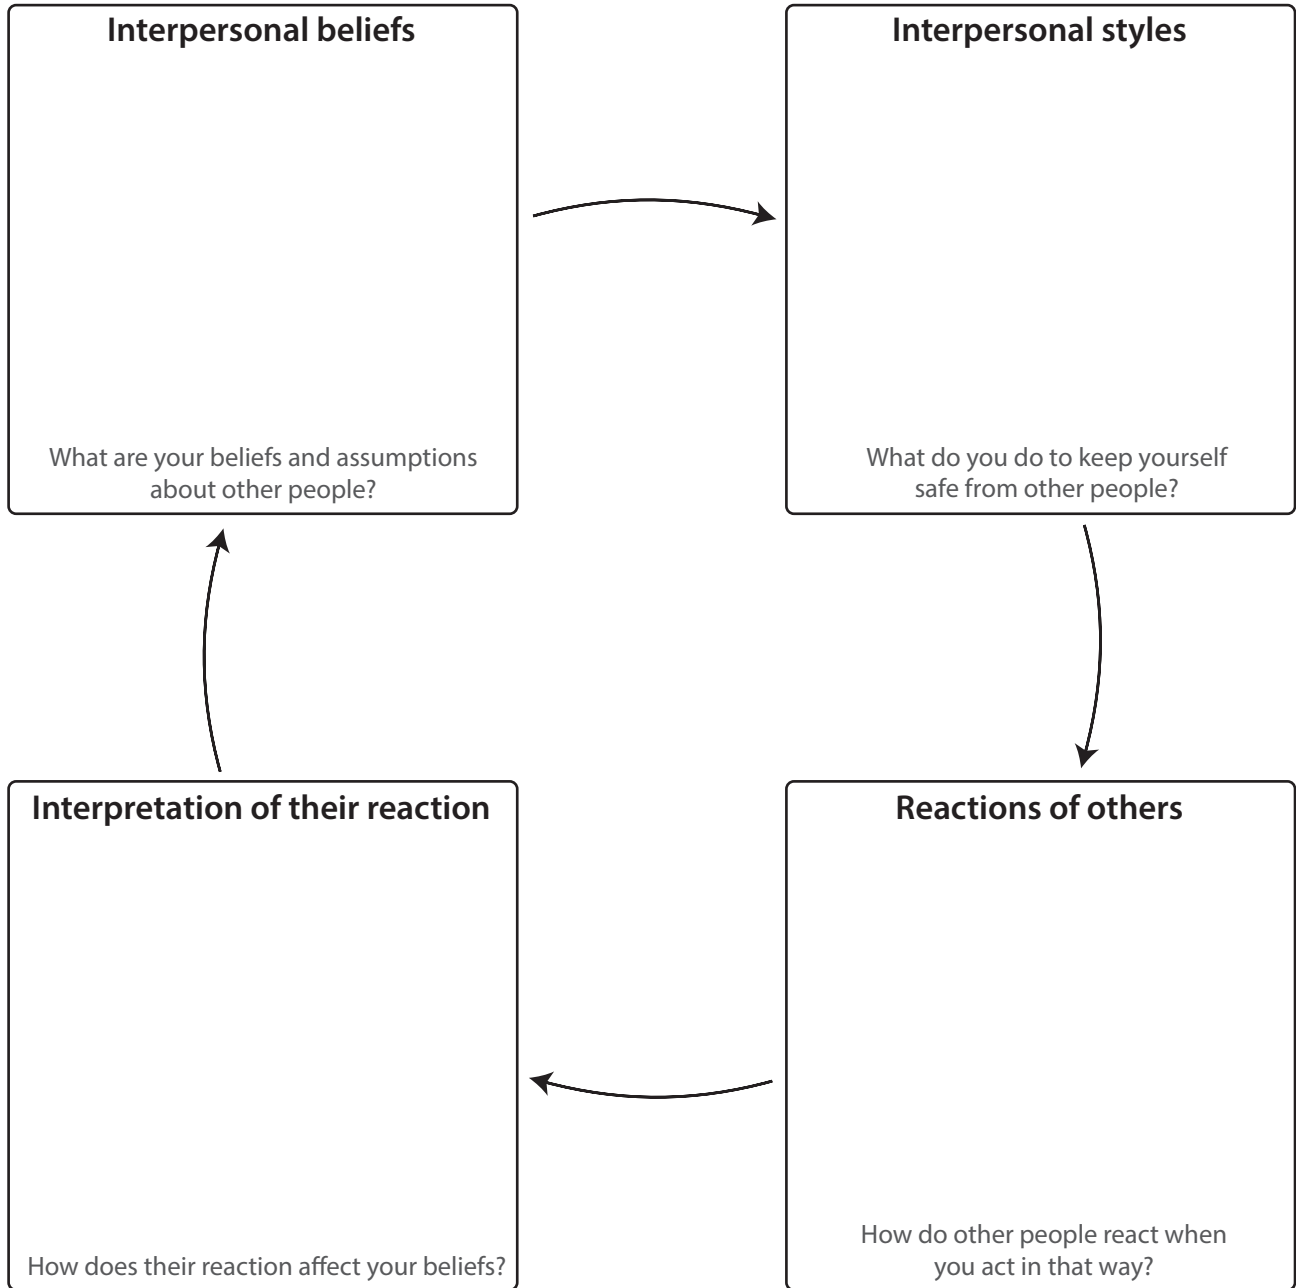 Interpersonal beliefs
What are your beliefs and assumptions
about other people?
Interpersonal styles
What do you do to keep yourself
safe from other people?
Interpretation of their reaction
How does their reaction affect your beliefs?
Reactions of others
How do other people react when
you act in that way?